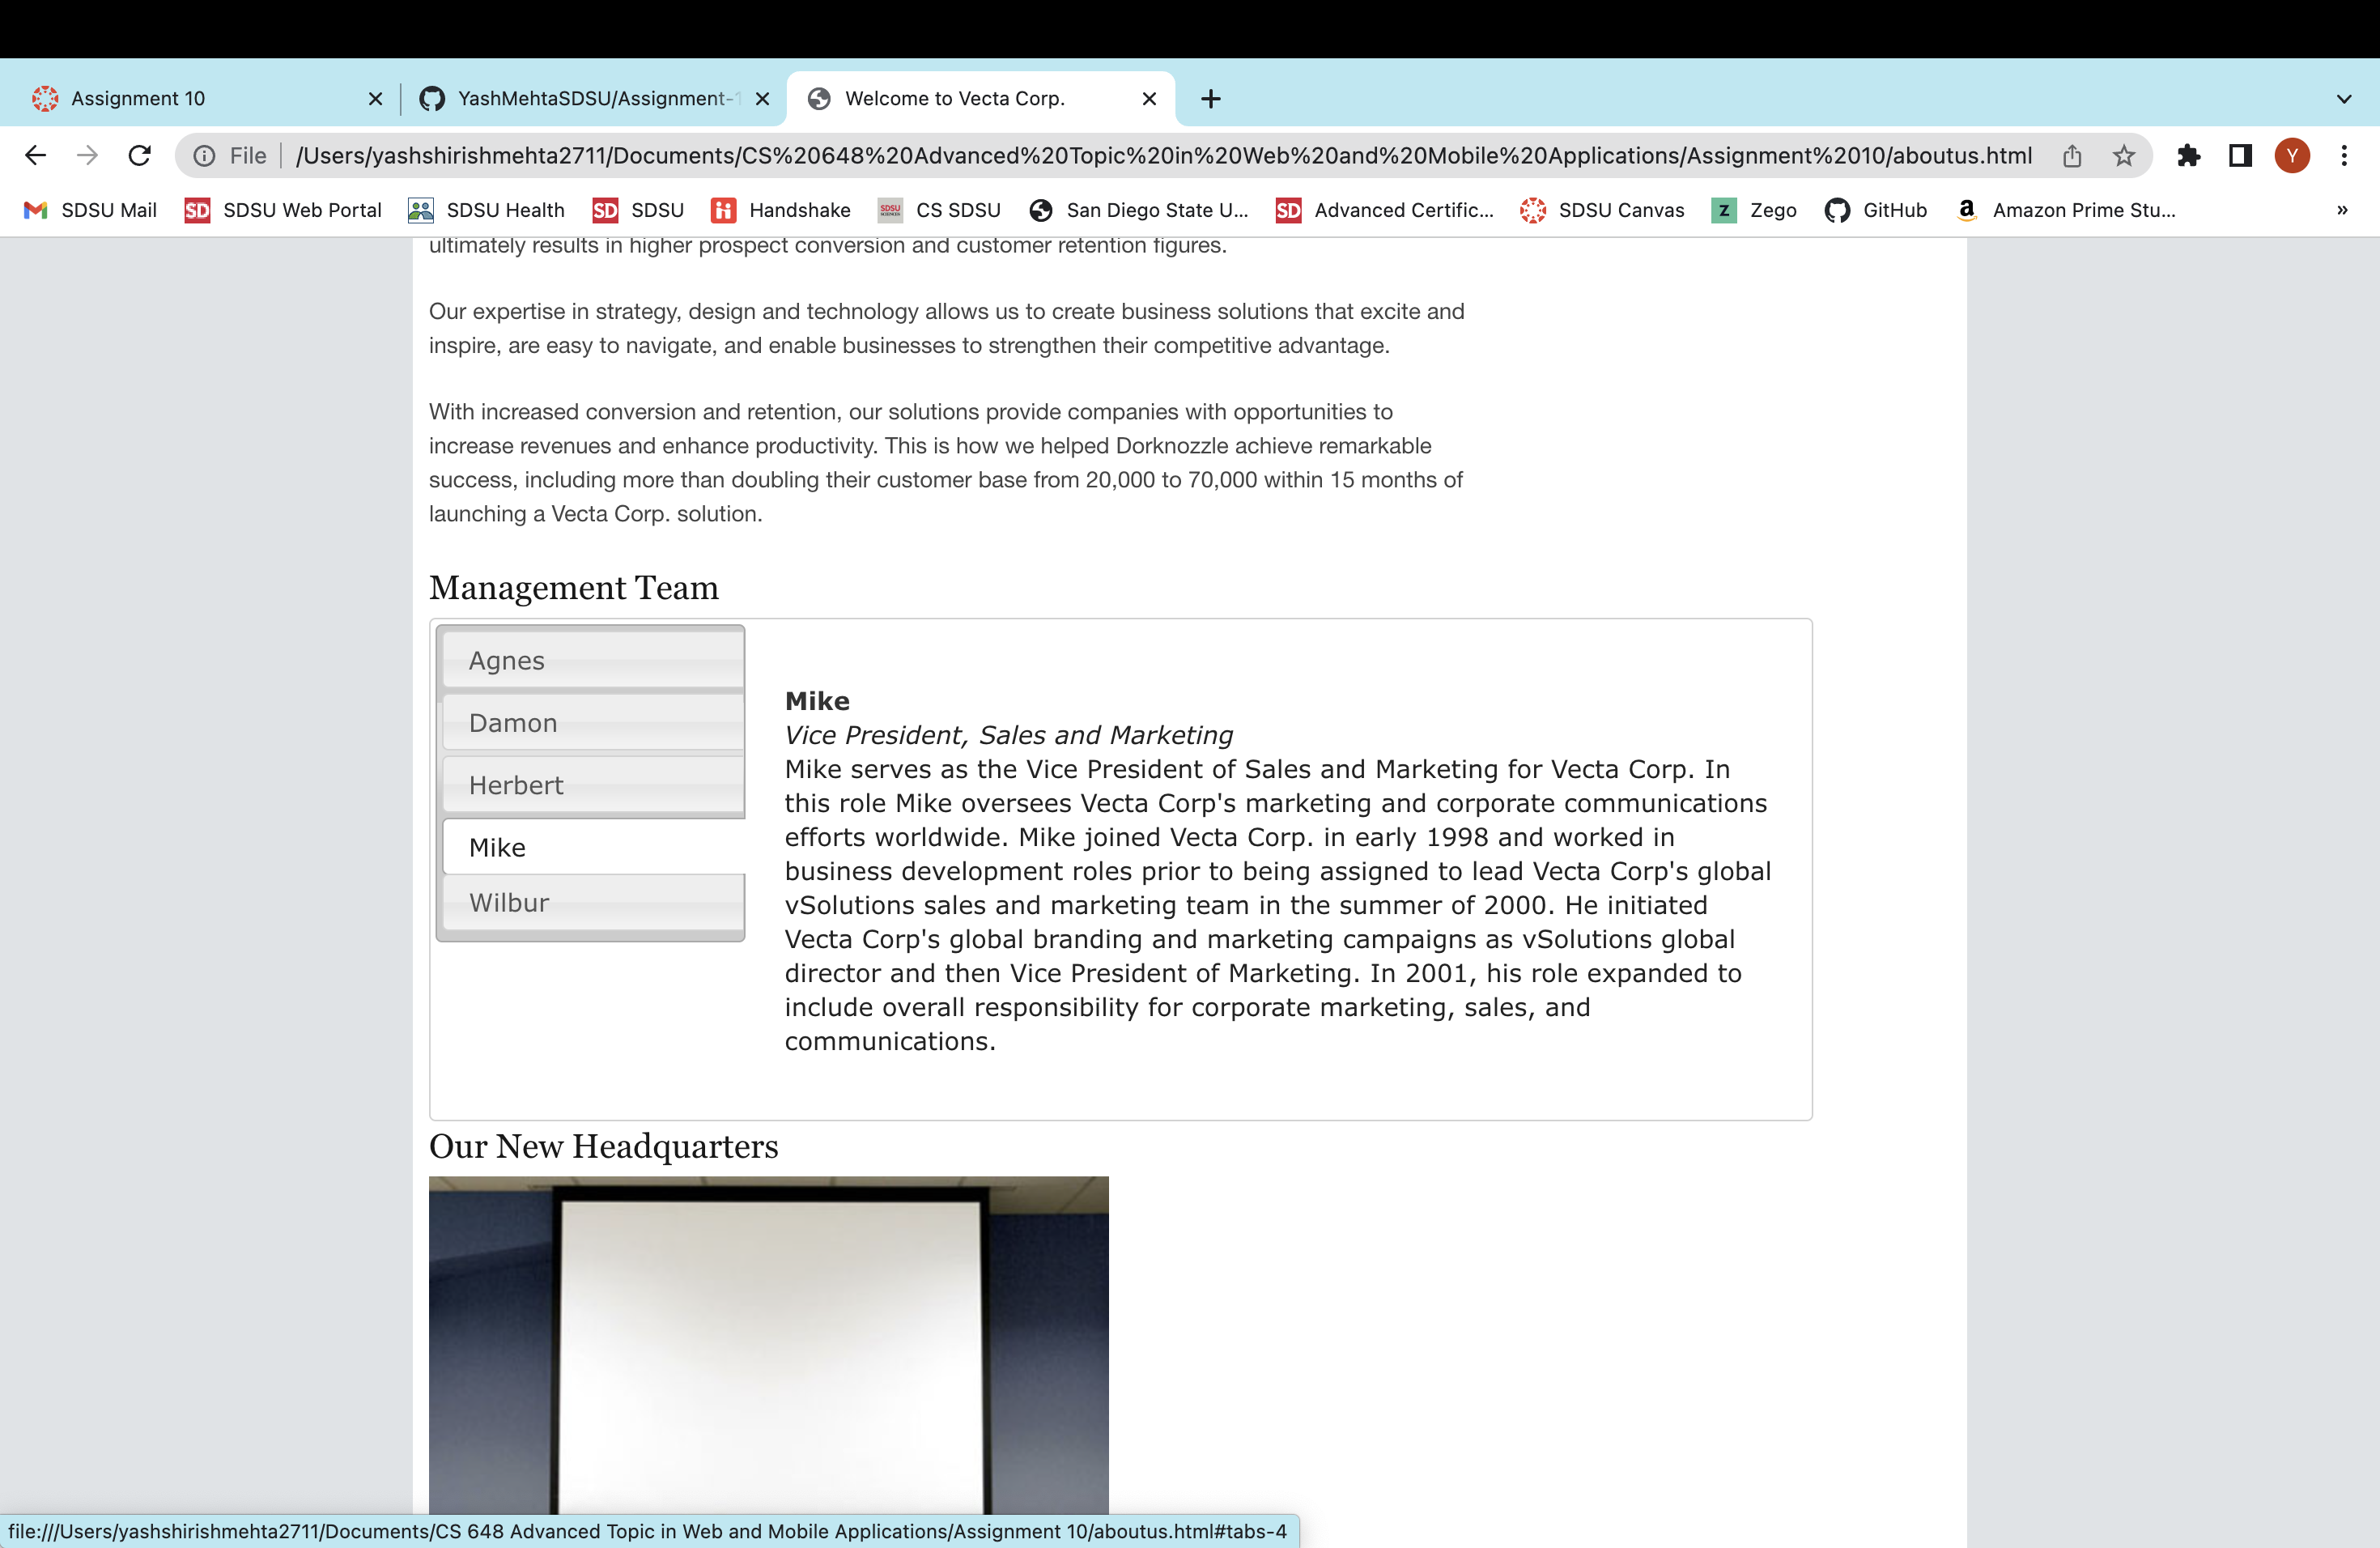 Assignment 10
YashMehtaSDSU/Assignment-1
Welcome to Vecta Corp.
File
/Users/yashshirishmehta2711/Documents/CS%20648%20Advanced%20Topic%20in%20Web%20and%20Mobile%20Applications/Assignment%2010/aboutus.html
Y
SDSU Mail
SD SDSU Web Portal
SDSU Health
SD SDSU
Handshake
CS SDSU
San Diego State U...
SD Advanced Certific...
SDSU Canvas
Z Zego
GitHub
a Amazon Prime Stu...
»
ultimately results in higher prospect conversion and customer retention figures.
Our expertise in strategy, design and technology allows us to create business solutions that excite and
inspire, are easy to navigate, and enable businesses to strengthen their competitive advantage.
With increased conversion and retention, our solutions provide companies with opportunities to
increase revenues and enhance productivity. This is how we helped Dorknozzle achieve remarkable
success, including more than doubling their customer base from 20,000 to 70,000 within 15 months of
launching a Vecta Corp. solution.
Management Team
Agnes
Damon
Herbert
Mike
Wilbur
Mike
Vice President, Sales and Marketing
Mike serves as the Vice President of Sales and Marketing for Vecta Corp. In
this role Mike oversees Vecta Corp's marketing and corporate communications
efforts worldwide. Mike joined Vecta Corp. in early 1998 and worked in
business development roles prior to being assigned to lead Vecta Corp's global
vSolutions sales and marketing team in the summer of 2000. He initiated
Vecta Corp's global branding and marketing campaigns as vSolutions global
director and then Vice President of Marketing. In 2001, his role expanded to
include overall responsibility for corporate marketing, sales, and
communications.
Our New Headquarters
file:///Users/yashshirishmehta2711/Documents/CS 648 Advanced Topic in Web and Mobile Applications/Assignment 10/aboutus.html#tabs-4